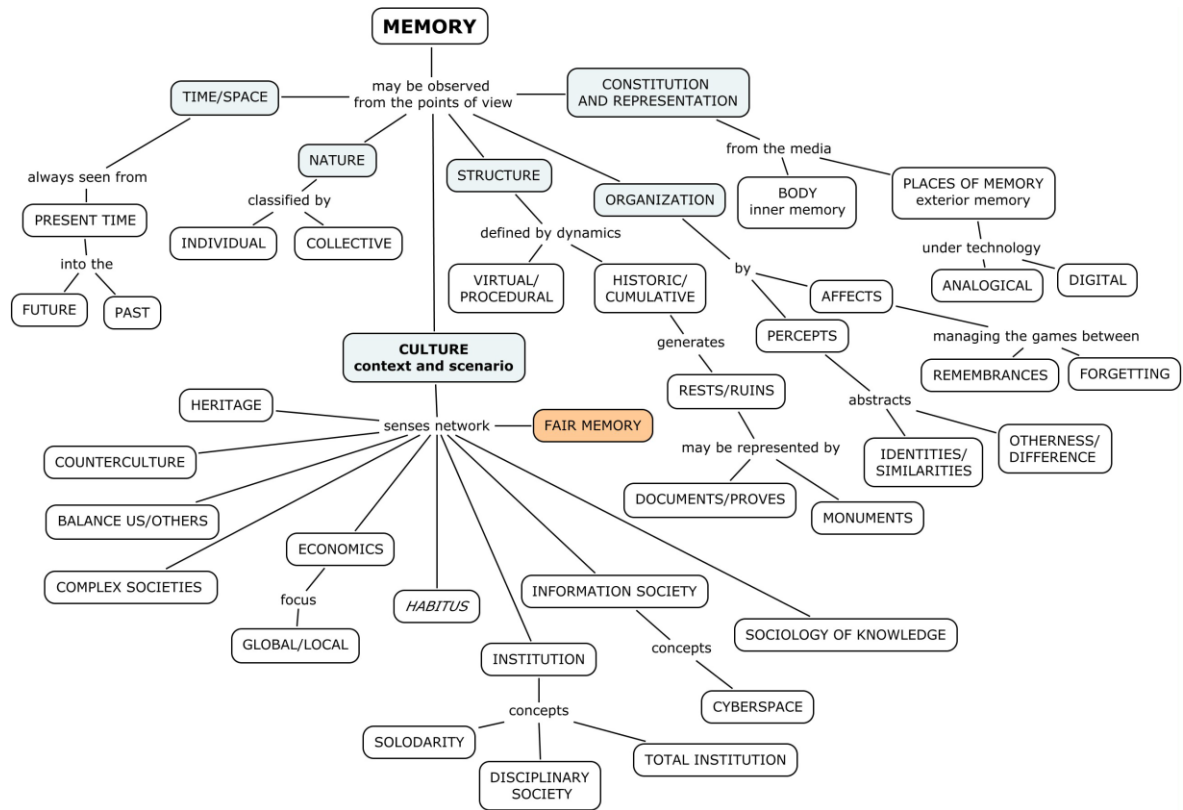 MEMORY
may be observed
from the points of view
TIME/SPACE
CONSTITUTION
AND REPRESENTATION
NATURE
STRUCTURE
ORGANIZATION
from the media
BODY
inner memory
PLACES OF MEMORY
exterior memory
always seen from
PRESENT TIME
into the
FUTURE
PAST
classified by
INDIVIDUAL
COLLECTIVE
defined by dynamics
VIRTUAL/
PROCEDURAL
HISTORIC/
CUMULATIVE
by
under technology
ANALOGICAL
DIGITAL
AFFECTS
PERCEPTS
managing the games between
REMEMBRANCES
FORGETTING
generates
RESTS/RUINS
abstracts
IDENTITIES/
SIMILARITIES
OTHERNESS/
DIFFERENCE
may be represented by
DOCUMENTS/PROVES
MONUMENTS
CULTURE
context and scenario
senses network
FAIR MEMORY
HERITAGE
COUNTERCULTURE
BALANCE US/OTHERS
COMPLEX SOCIETIES
ECONOMICS
focus
GLOBAL/LOCAL
HABITUS
INSTITUTION
concepts
SOLODARITY
DISCIPLINARY
SOCIETY
TOTAL INSTITUTION
INFORMATION SOCIETY
concepts
CYBERSPACE
SOCIOLOGY OF KNOWLEDGE